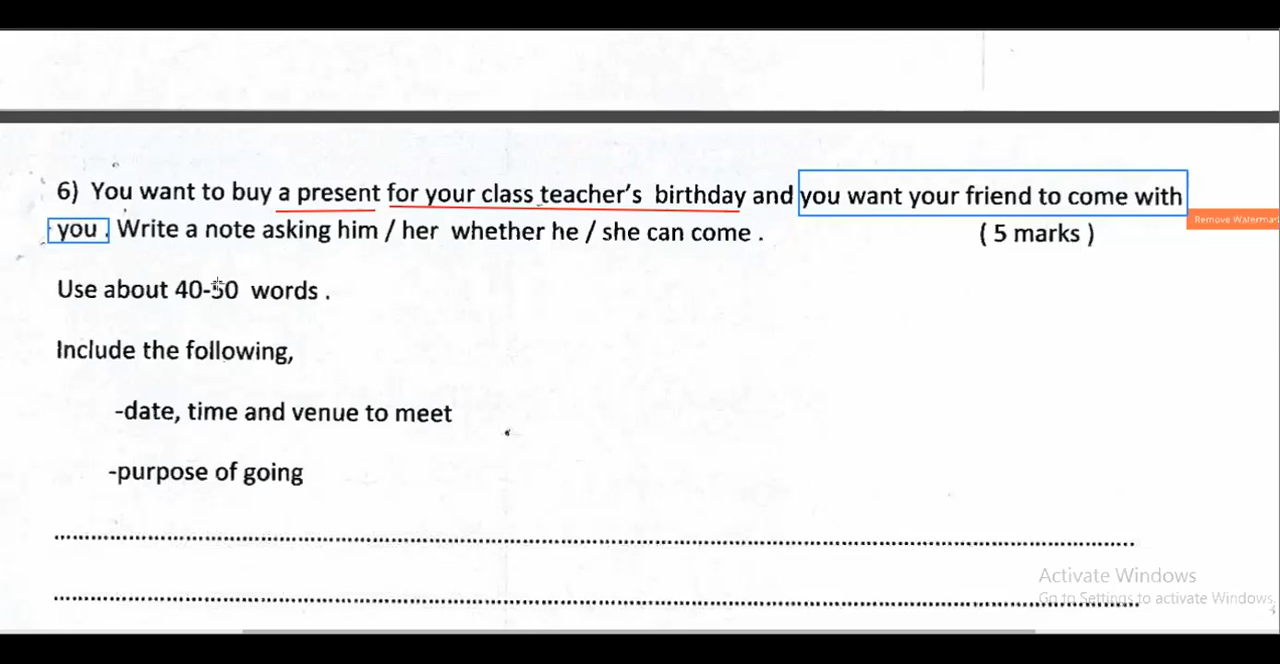 6) You want to buy a present for your class teacher's birthday and you want your friend to come with
Remove Watermar
you . Write a note asking him / her whether he / she can come . ( 5 marks )
Use about 40-50 words .
Include the following,
-date, time and venue to meet
-purpose of going
Activate Windows
Go to Settings to activate Windows.